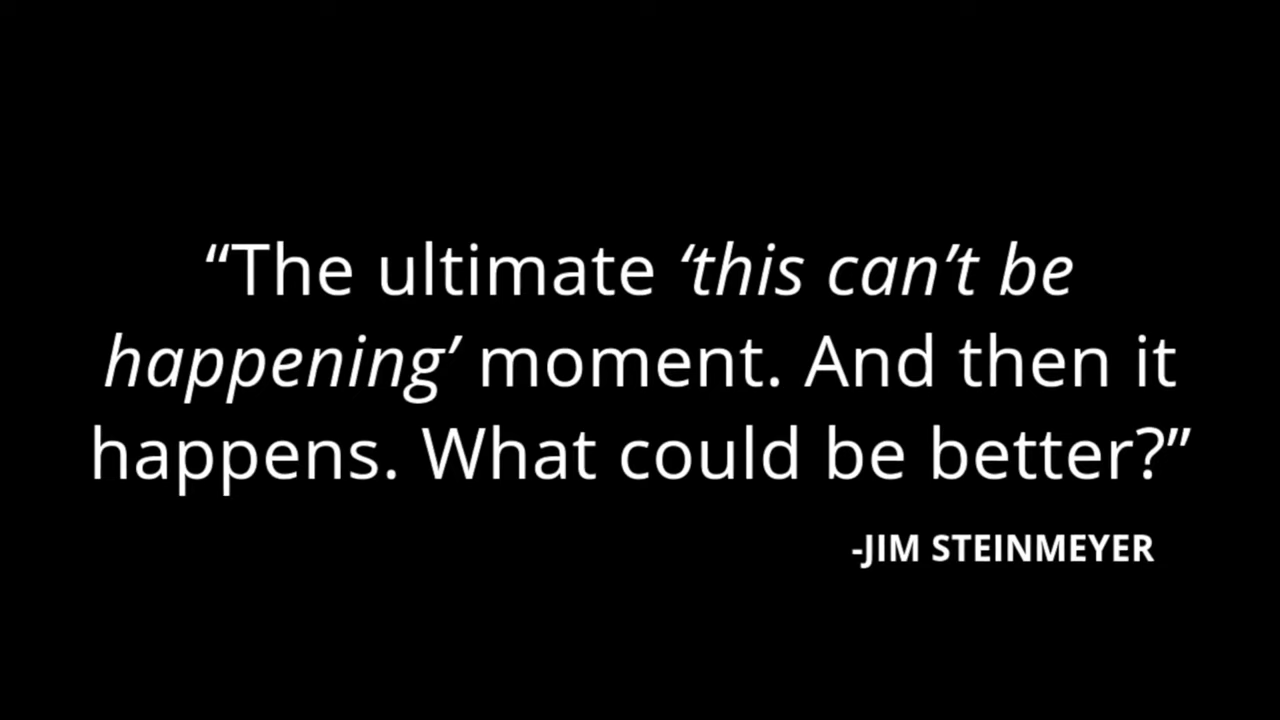 “The ultimate ‘this can’t be
happening’ moment. And then it
happens. What could be better?”
-JIM STEINMEYER